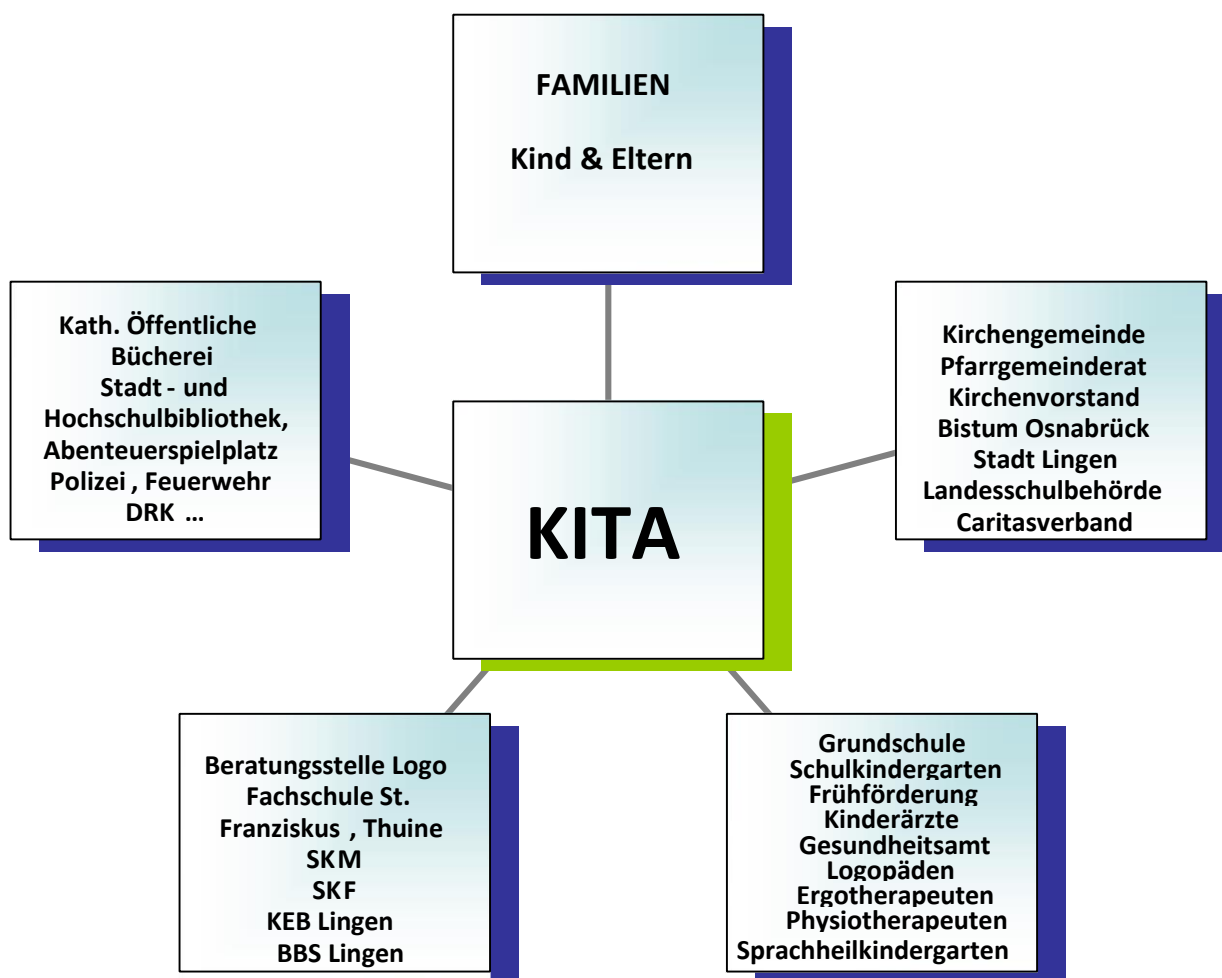 FAMILIEN
Kind & Eltern
Kath. Öffentliche
Bücherei
Stadt - und
Hochschulbibliothek,
Abenteuerspielplatz
Polizei , Feuerwehr
DRK ...
KITA
Kirchengemeinde
Pfarrgemeinderat
Kirchenvorstand
Bistum Osnabrück
Stadt Lingen
Landesschulbehörde
Caritasverband
Beratungsstelle Logo
Fachschule St.
Franziskus , Thuine
SKM
SKF
KEB Lingen
BBS Lingen
Grundschule
Schulkindergarten
Frühförderung
Kinderärzte
Gesundheitsamt
Logopäden
Ergotherapeuten
Physiotherapeuten
Sprachheilkindergarten